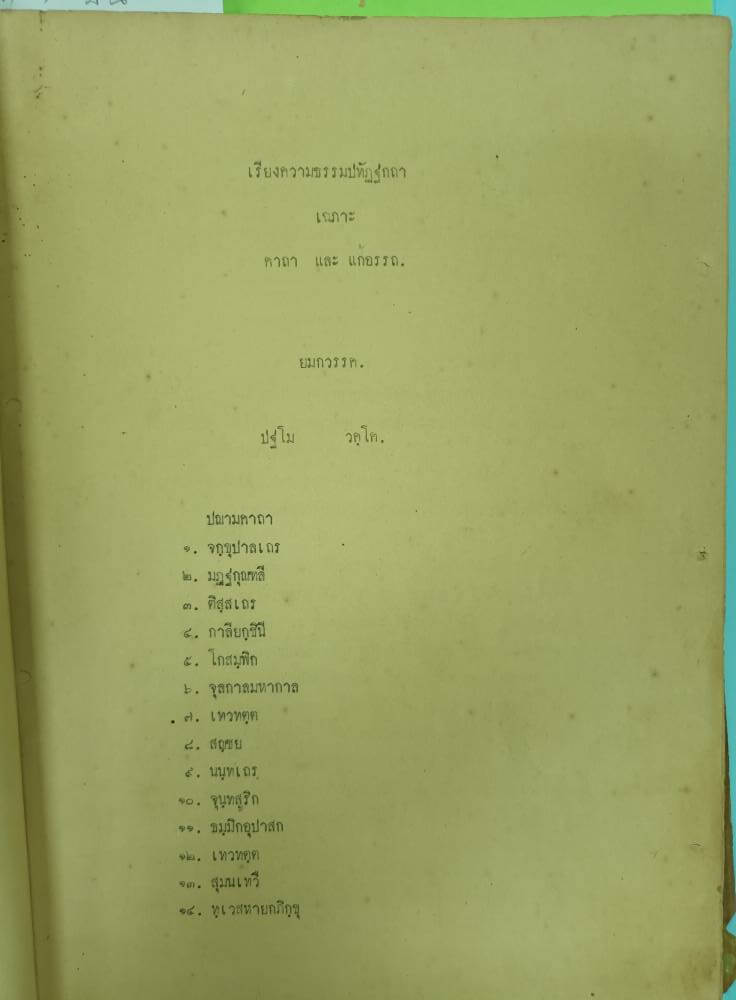 เรียงความธรรมปทัฏฐกถา
เฉภาะ
คาถา และ แก้อรรถ.
ยมกวรรค.
ปฐโม วคฺโค.
ปณามคาถา
๑. จกฺขุปาลเถร
๒. มฏฺฐกุณฑลี
๓. ติสฺสเถร
๔. กาลียกฺขินี
๕. โกสมฺพิก
๖. จุลกาลมหากาล
๗. เทวทตฺต
๘. สญฺชย
๙. นนฺทเถร
๑๐. จุนฺทสูริก
๑๑. ธมฺมิกอุปาสก
๑๒. เทวทตฺต
๑๓. สุมนเทวี
๑๔. ทฺเวสหายกภิกฺขุ